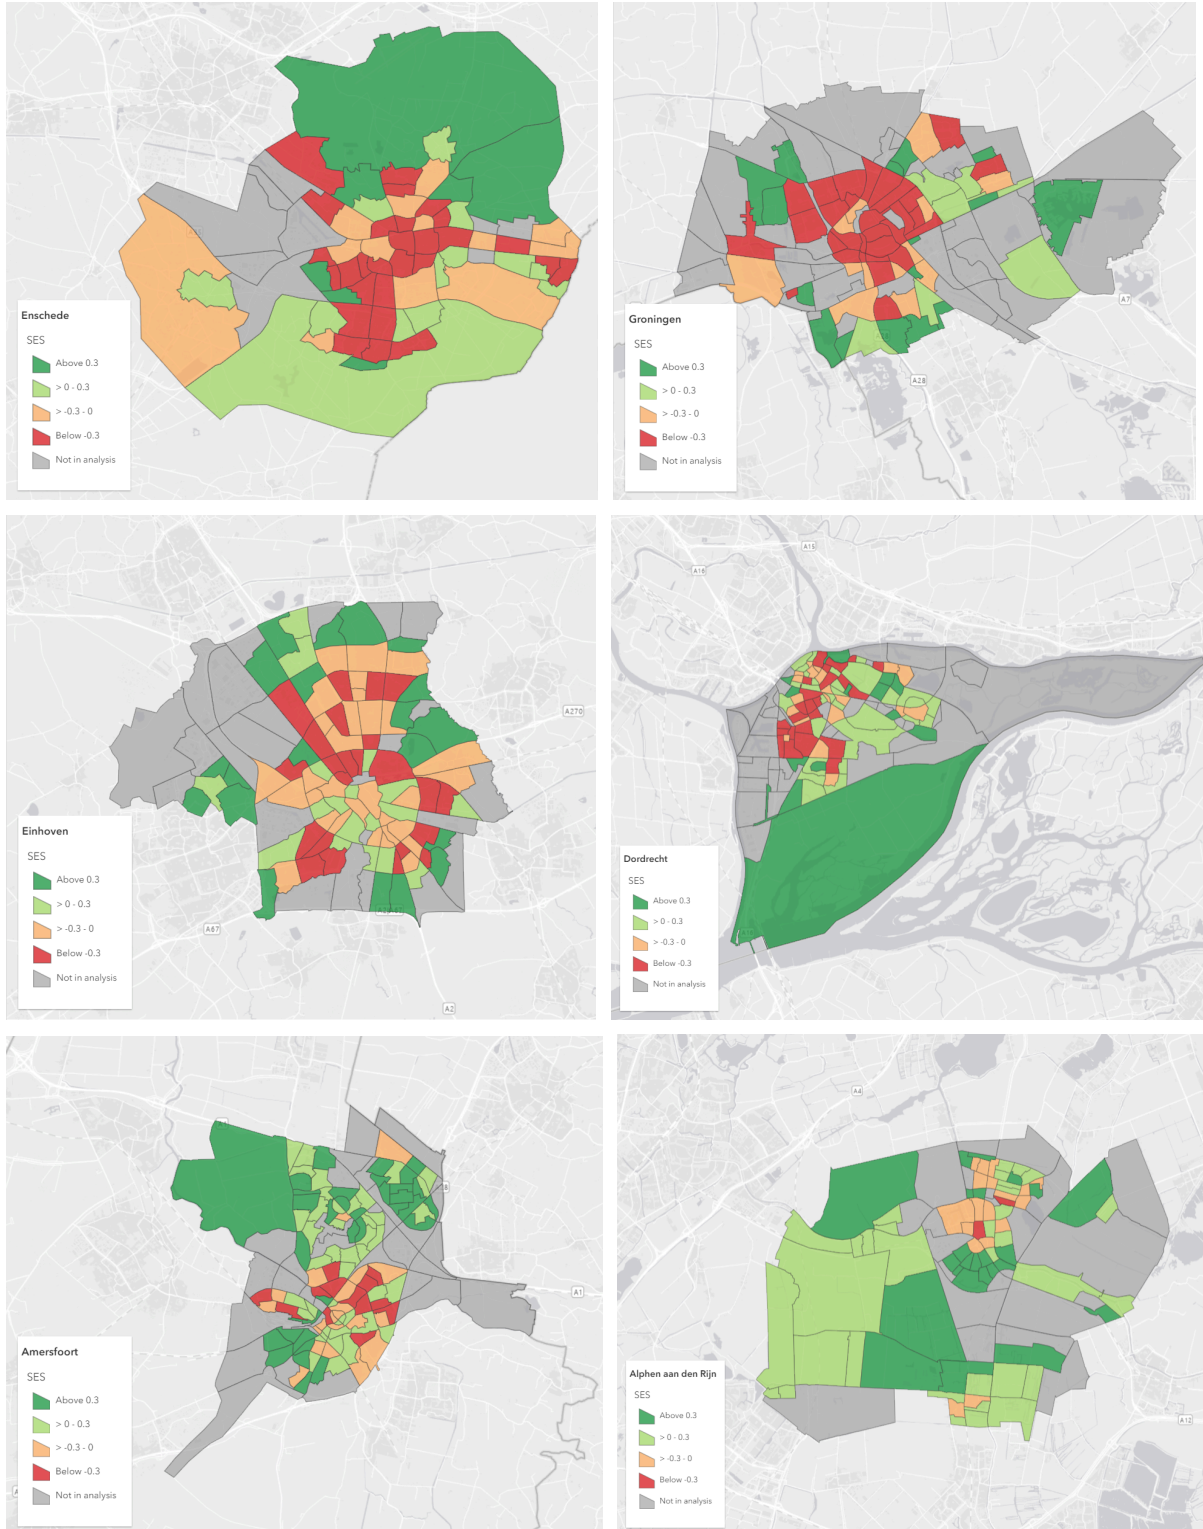 Enschede
SES
Above 0.3
> 0 - 0.3
> -0.3 - 0
Below -0.3
Not in analysis
A7
A28
Groningen
SES
Above 0.3
> 0 - 0.3
> -0.3 - 0
Below -0.3
Not in analysis
A270
A67
A2
Einhoven
SES
Above 0.3
> 0 - 0.3
> -0.3 - 0
Below -0.3
Not in analysis
A15
A16
Dordrecht
SES
Above 0.3
> 0 - 0.3
> -0.3 - 0
Below -0.3
Not in analysis
A1
Amersfoort
SES
Above 0.3
> 0 - 0.3
> -0.3 - 0
Below -0.3
Not in analysis
A4
A12
Alphen aan den Rijn
SES
Above 0.3
> 0 - 0.3
> -0.3 - 0
Below -0.3
Not in analysis